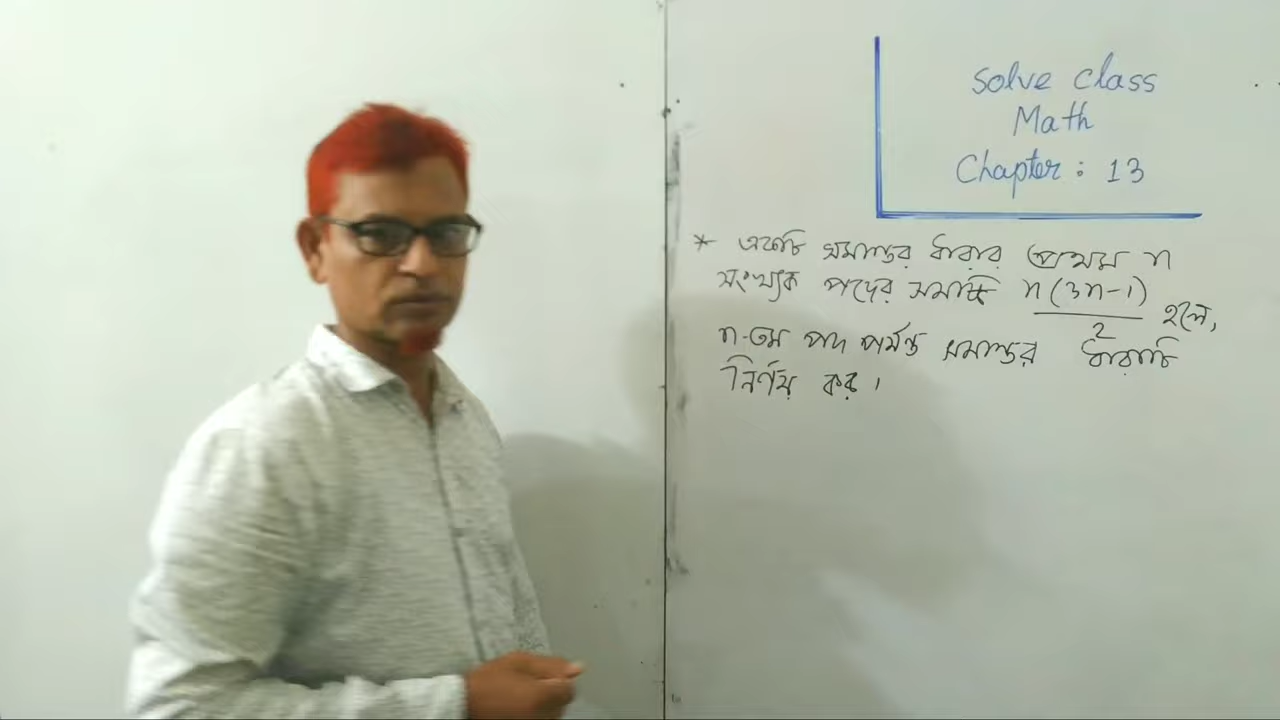 Solve class
Math
Chapter : 13
* একটি সমান্তর ধারার প্রথম n
সংখ্যক পদের সমষ্টি n(3n-1)/2 হলে,
n-তম পদ পর্যন্ত সমান্তর ধারাটি
নির্ণয় কর।